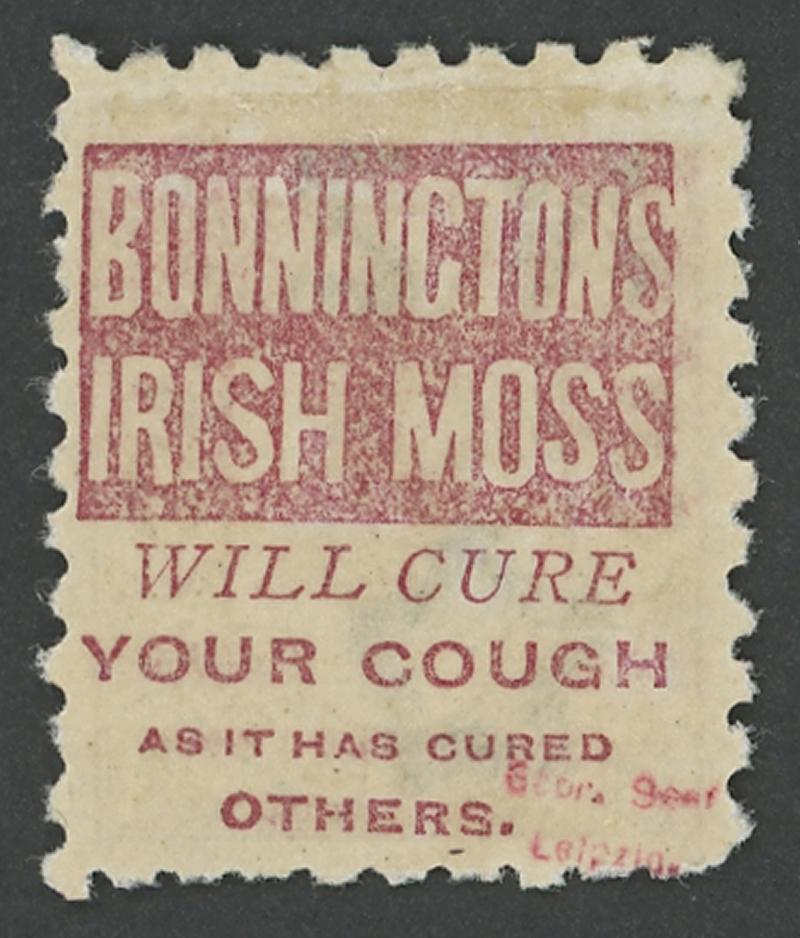 BONNINGTONS
IRISH MOSS
WILL CURE
YOUR COUGH
AS IT HAS CURED
OTHERS.
Leipzig.